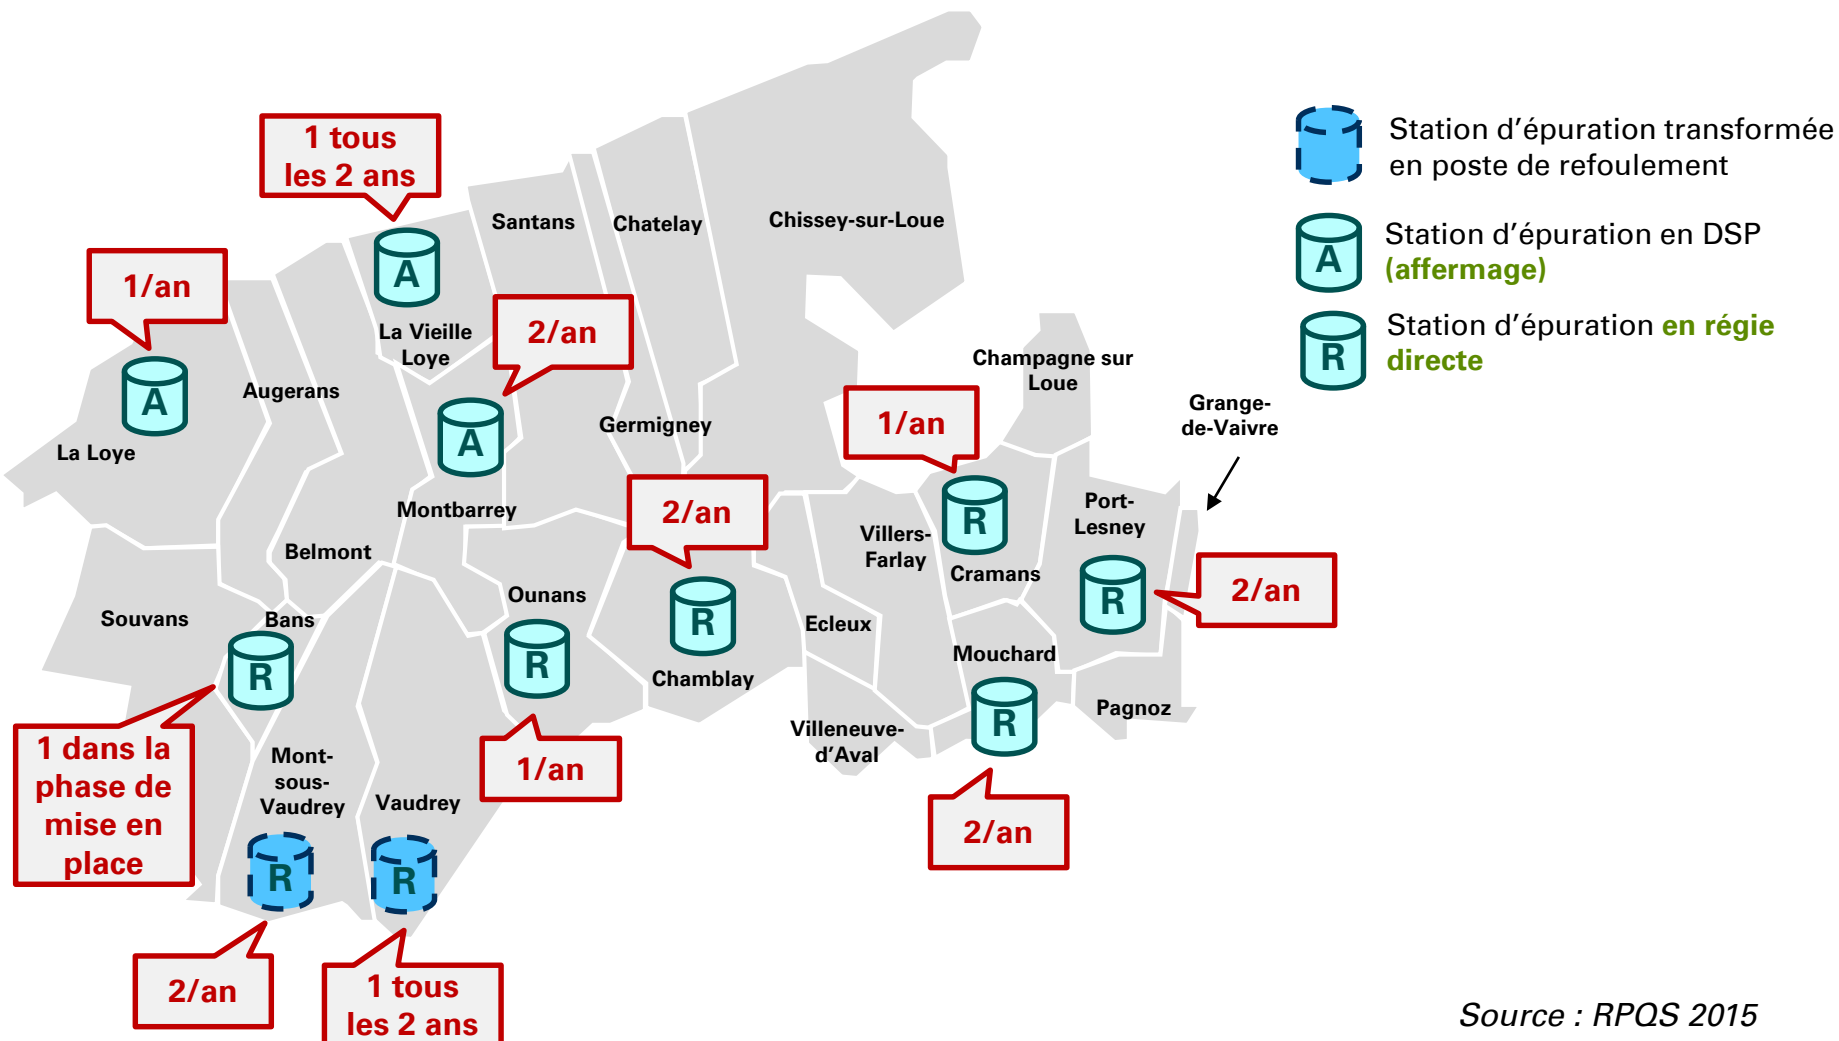 1 tous
les 2 ans
Santans
Chatelay
Chissey-sur-Loue
A
1/an
La Vieille
Loye
2/an
A
Augerans
La Loye
A
Montbarrey
Germigney
2/an
1/an
Champagne sur
Loue
Grange-
de-Vaivre
R
Cramans
Port-
Lesney
R
2/an
Villers-
Farlay
Belmont
Souvans
Bans
R
Ounans
R
R
Chamblay
Ecleux
Mouchard
R
Pagnoz
Villeneuve-
d'Aval
1 dans la
phase de
mise en
place
Mont-
sous-
Vaudrey
Vaudrey
1/an
2/an
R
R
2/an
1 tous
les 2 ans
Station d'épuration transformée
en poste de refoulement
A
Station d'épuration en DSP
(affermage)
R
Station d'épuration en régie
directe
Source : RPQS 2015